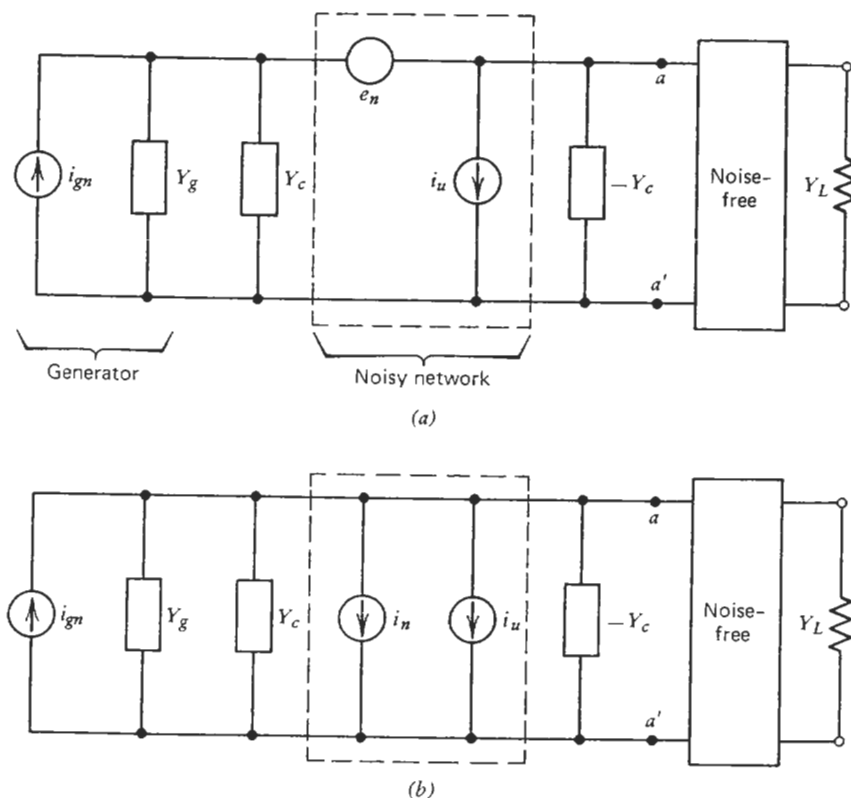 e_n
a
i_gn
Y_g
Y_c
i_u
−Y_c
Noise-
free
Y_L
a'
Generator
Noisy network
(a)
a
i_gn
Y_g
Y_c
i_n
i_u
−Y_c
Noise-
free
Y_L
a'
(b)